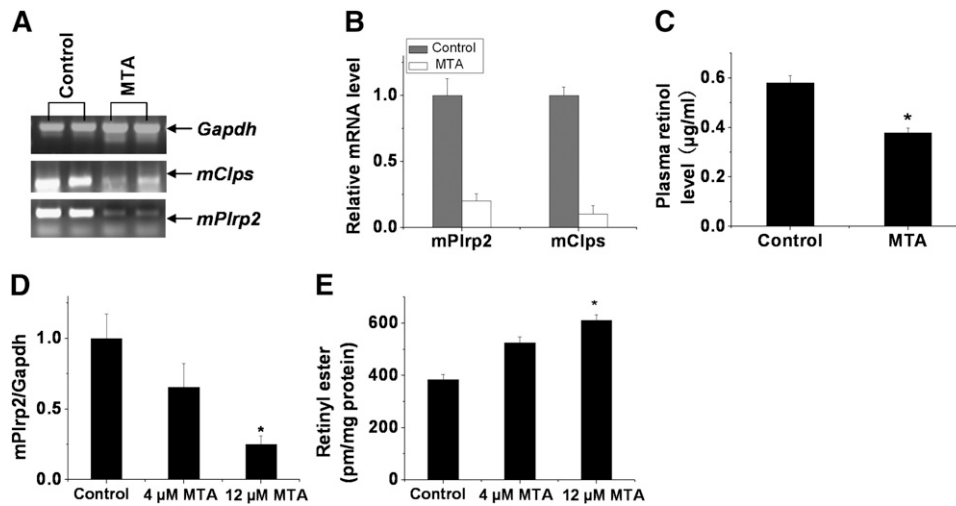 A
Control
MTA
Gapdh
mClps
mPlrp2
B
Relative mRNA level
1.0
0.5
0.0
Control
MTA
mPlrp2
mClps
C
Plasma retinol
level (µg/ml)
0.6
0.4
0.2
0.0
*
Control
MTA
D
mPlrp2/Gapdh
1.0
0.5
0.0
*
Control
4 µM MTA
12 µM MTA
E
Retinyl ester
(pm/mg protein)
600
400
200
0
*
Control
4 µM MTA
12 µM MTA